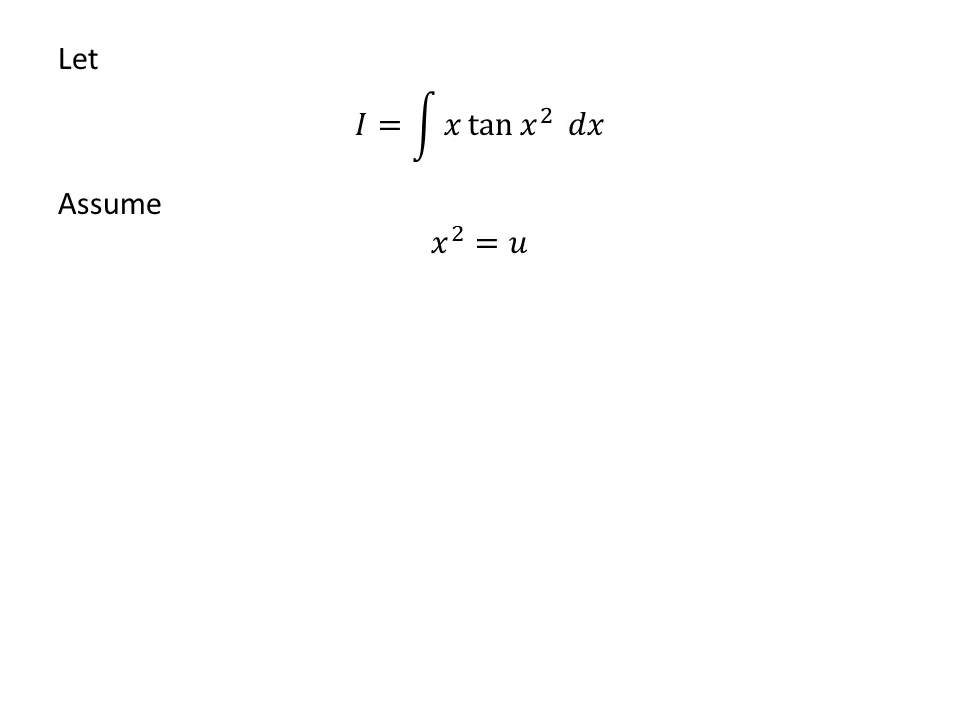 Let
I = ∫ x tan x² dx
Assume
x² = u